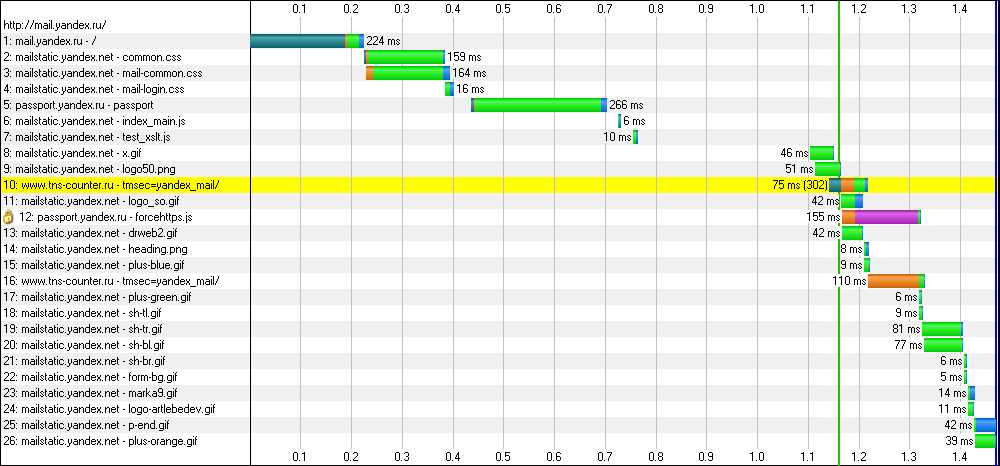 0.1 0.2 0.3 0.4 0.5 0.6 0.7 0.8 0.9 1.0 1.1 1.2 1.3 1.4
http://mail.yandex.ru/
1: mail.yandex.ru - / 224 ms
2: mailstatic.yandex.net - common.css 159 ms
3: mailstatic.yandex.net - mail-common.css 164 ms
4: mailstatic.yandex.net - mail-login.css 16 ms
5: passport.yandex.ru - passport 266 ms
6: mailstatic.yandex.net - index_main.js 6 ms
7: mailstatic.yandex.net - test_xslt.js 10 ms
8: mailstatic.yandex.net - x.gif 46 ms
9: mailstatic.yandex.net - logo50.png 51 ms
10: www.tns-counter.ru - tmsec=yandex_mail/ 75 ms (302)
11: mailstatic.yandex.net - logo_so.gif 42 ms
12: passport.yandex.ru - forcehttps.js 155 ms
13: mailstatic.yandex.net - drweb2.gif 42 ms
14: mailstatic.yandex.net - heading.png 8 ms
15: mailstatic.yandex.net - plus-blue.gif 9 ms
16: www.tns-counter.ru - tmsec=yandex_mail/ 110 ms
17: mailstatic.yandex.net - plus-green.gif 6 ms
18: mailstatic.yandex.net - sh-tl.gif 9 ms
19: mailstatic.yandex.net - sh-tr.gif 81 ms
20: mailstatic.yandex.net - sh-bl.gif 77 ms
21: mailstatic.yandex.net - sh-br.gif 6 ms
22: mailstatic.yandex.net - form-bg.gif 5 ms
23: mailstatic.yandex.net - marka9.gif 14 ms
24: mailstatic.yandex.net - logo-artlebedev.gif 11 ms
25: mailstatic.yandex.net - p-end.gif 42 ms
26: mailstatic.yandex.net - plus-orange.gif 39 ms
0.1 0.2 0.3 0.4 0.5 0.6 0.7 0.8 0.9 1.0 1.1 1.2 1.3 1.4